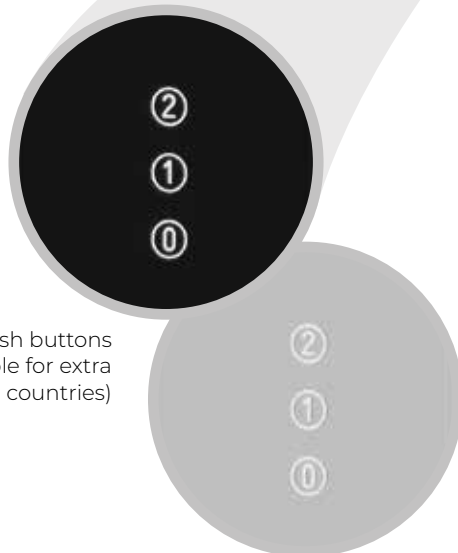 ②
①
⓪
sh buttons
le for extra
countries)
②
①
⓪